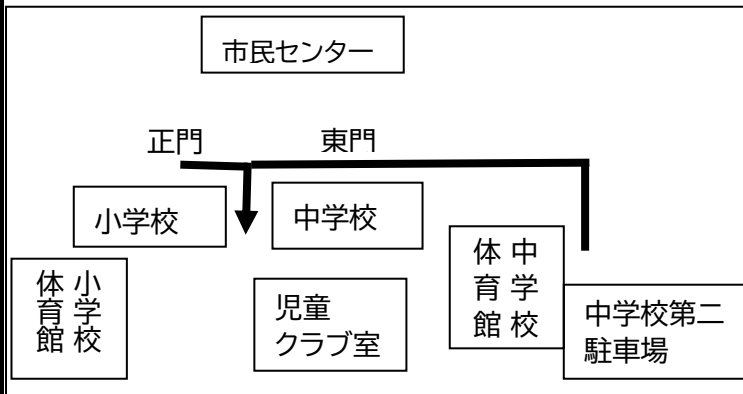 市民センター
正門
東門
小学校
中学校
小学校
体育館
児童
クラブ室
中学校
体育館
中学校第二
駐車場